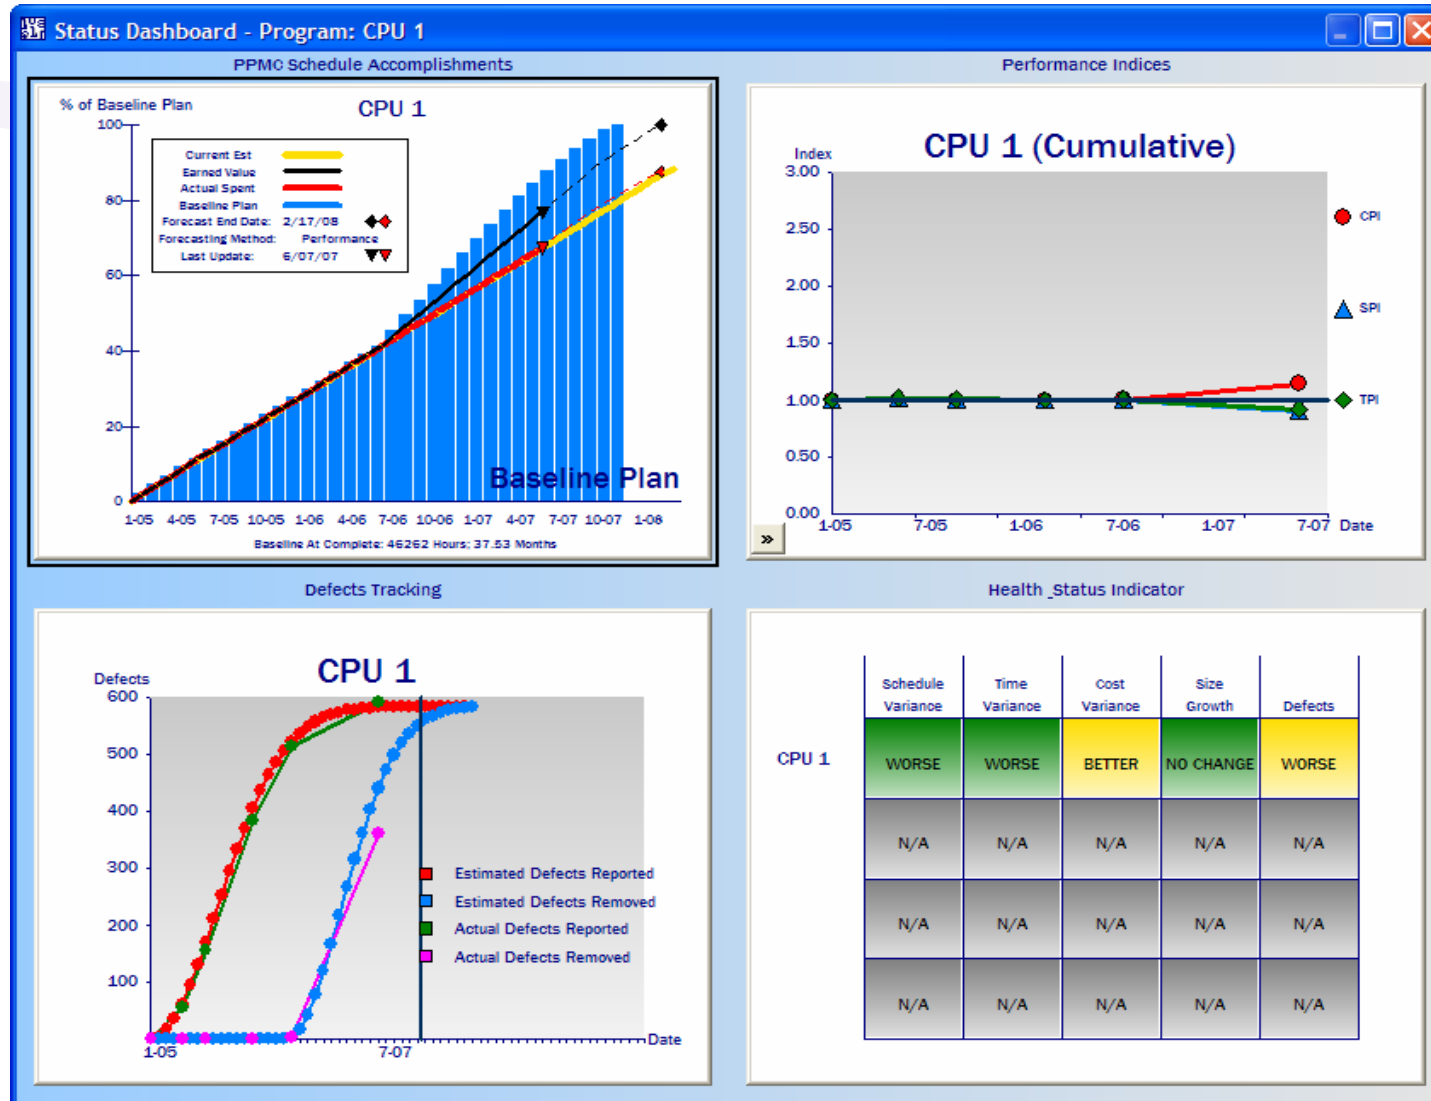 Status Dashboard - Program: CPU 1
PPMC Schedule Accomplishments
% of Baseline Plan
CPU 1
100
80
60
40
20
0
Current Est
Earned Value
Actual Spent
Baseline Plan
Forecast End Date: 2/17/08
Forecasting Method: Performance
Last Update: 6/07/07
Baseline Plan
1-05 4-05 7-05 10-05 1-06 4-06 7-06 10-06 1-07 4-07 7-07 10-07 1-08
Baseline At Complete: 46262 Hours; 37.53 Months
Performance Indices
CPU 1 (Cumulative)
Index
3.00
2.50
2.00
1.50
1.00
0.50
0.00
CPI
SPI
TPI
1-05 7-05 1-06 7-06 1-07 7-07 Date
»
Defects Tracking
CPU 1
Defects
600
500
400
300
200
100
Estimated Defects Reported
Estimated Defects Removed
Actual Defects Reported
Actual Defects Removed
1-05 7-07 Date
Health _Status Indicator
Schedule Variance Time Variance Cost Variance Size Growth Defects
CPU 1 WORSE WORSE BETTER NO CHANGE WORSE
N/A N/A N/A N/A N/A
N/A N/A N/A N/A N/A
N/A N/A N/A N/A N/A